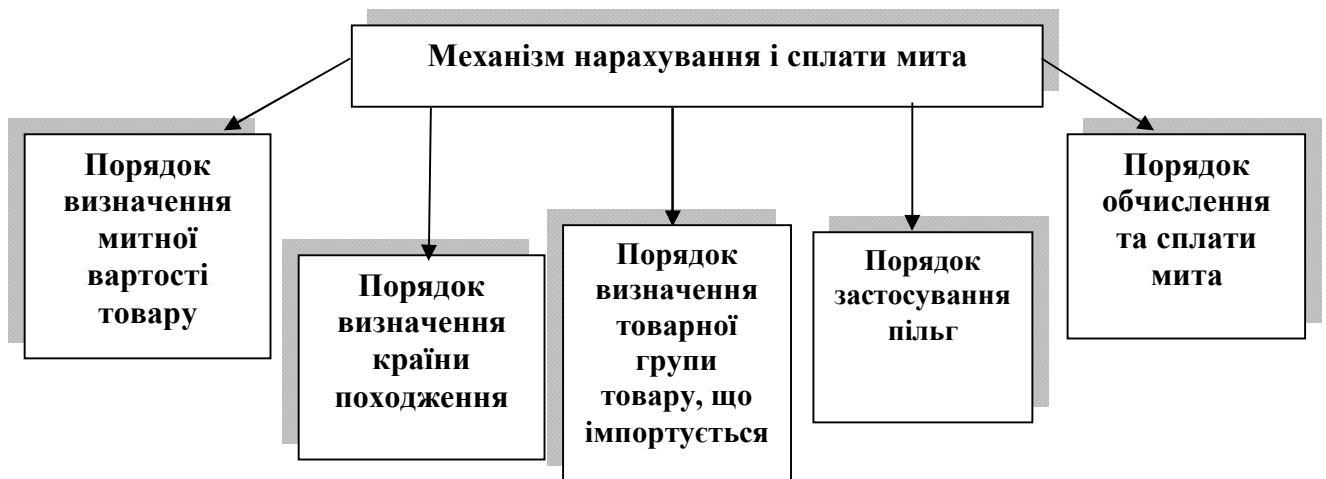 Механізм нарахування і сплати мита
Порядок
визначення
митної
вартості
товару
Порядок
визначення
країни
походження
Порядок
визначення
товарної
групи
товару, що
імпортується
Порядок
застосування
пільг
Порядок
обчислення
та сплати
мита